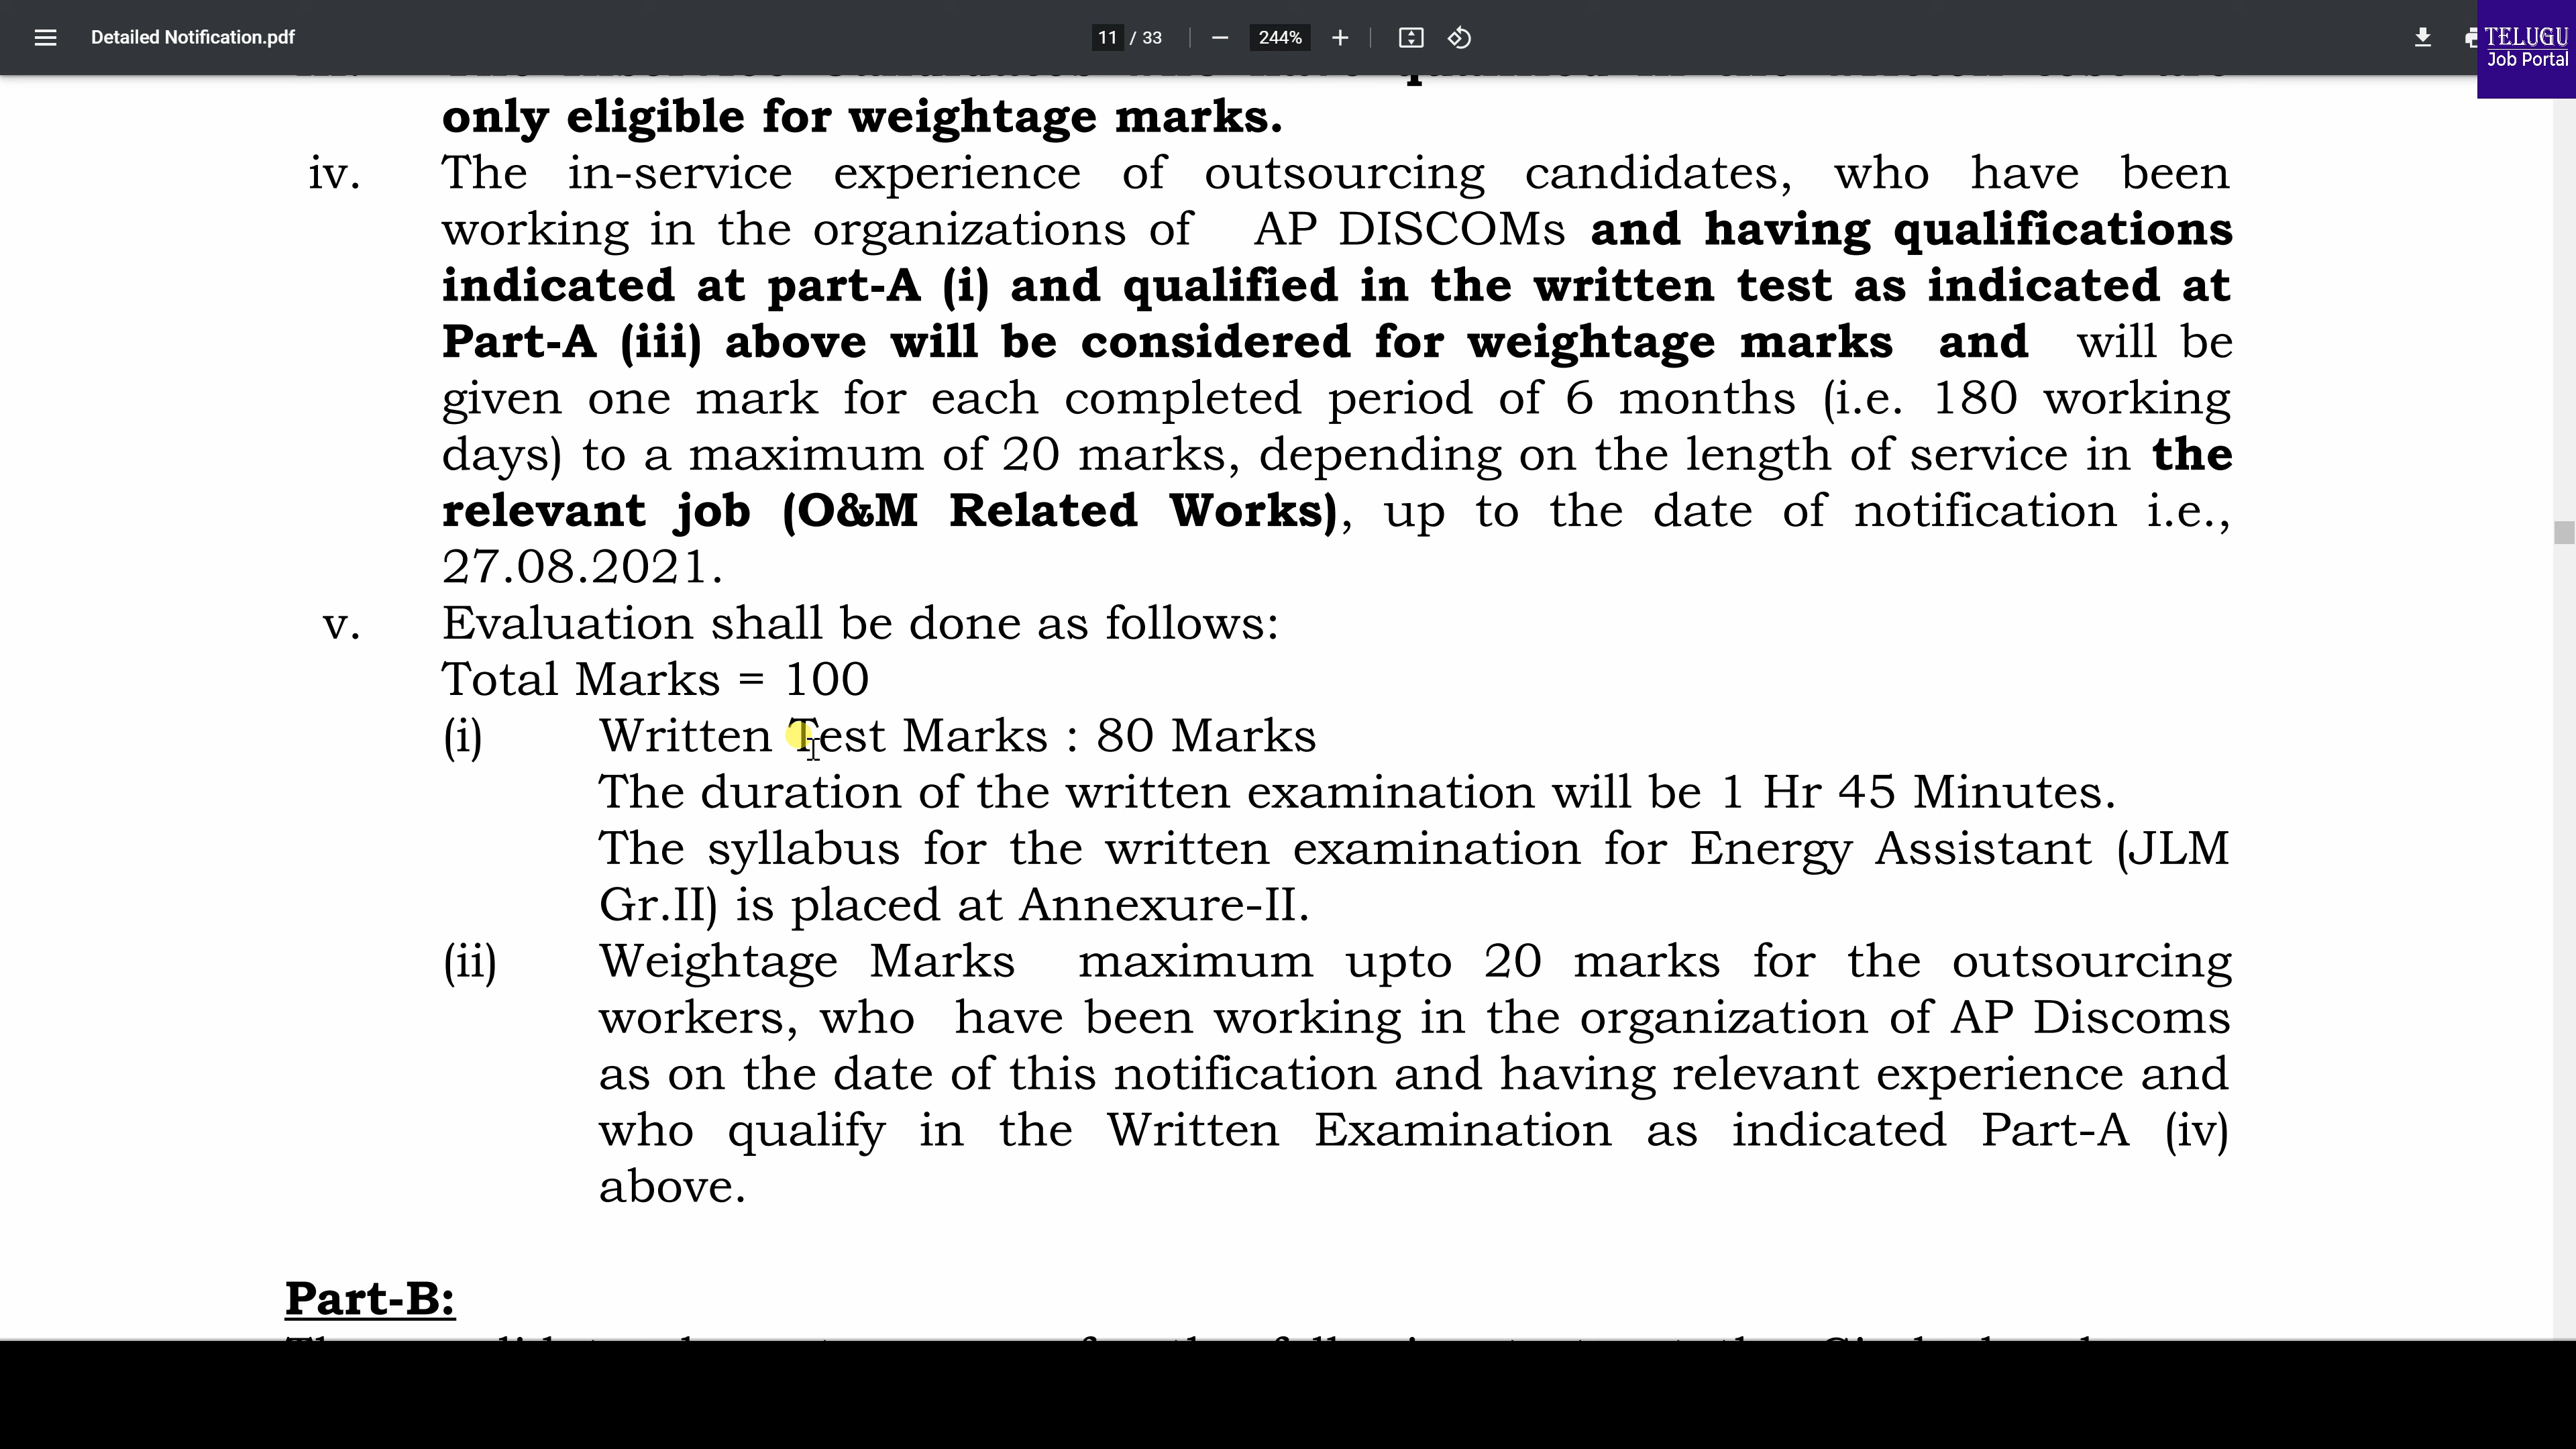 Detailed Notification.pdf
11 / 33
244%
TELUGU
Job Portal
only eligible for weightage marks.
iv. The in-service experience of outsourcing candidates, who have been
working in the organizations of AP DISCOMs and having qualifications
indicated at part-A (i) and qualified in the written test as indicated at
Part-A (iii) above will be considered for weightage marks and will be
given one mark for each completed period of 6 months (i.e. 180 working
days) to a maximum of 20 marks, depending on the length of service in the
relevant job (O&M Related Works), up to the date of notification i.e.,
27.08.2021.
v. Evaluation shall be done as follows:
Total Marks = 100
(i) Written Test Marks : 80 Marks
The duration of the written examination will be 1 Hr 45 Minutes.
The syllabus for the written examination for Energy Assistant (JLM
Gr.II) is placed at Annexure-II.
(ii) Weightage Marks maximum upto 20 marks for the outsourcing
workers, who have been working in the organization of AP Discoms
as on the date of this notification and having relevant experience and
who qualify in the Written Examination as indicated Part-A (iv)
above.
Part-B: